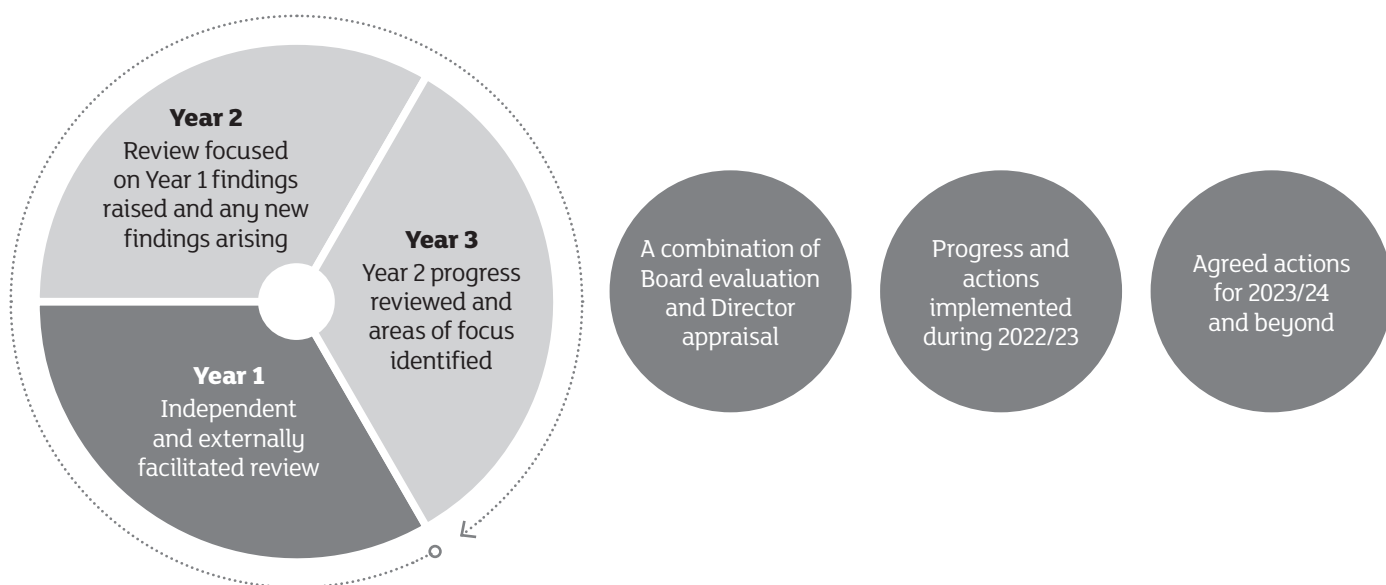 Year 2
Review focused
on Year 1 findings
raised and any new
findings arising
Year 3
Year 2 progress
reviewed and
areas of focus
identified
Year 1
Independent
and externally
facilitated review
A combination of
Board evaluation
and Director
appraisal
Progress and
actions
implemented
during 2022/23
Agreed actions
for 2023/24
and beyond